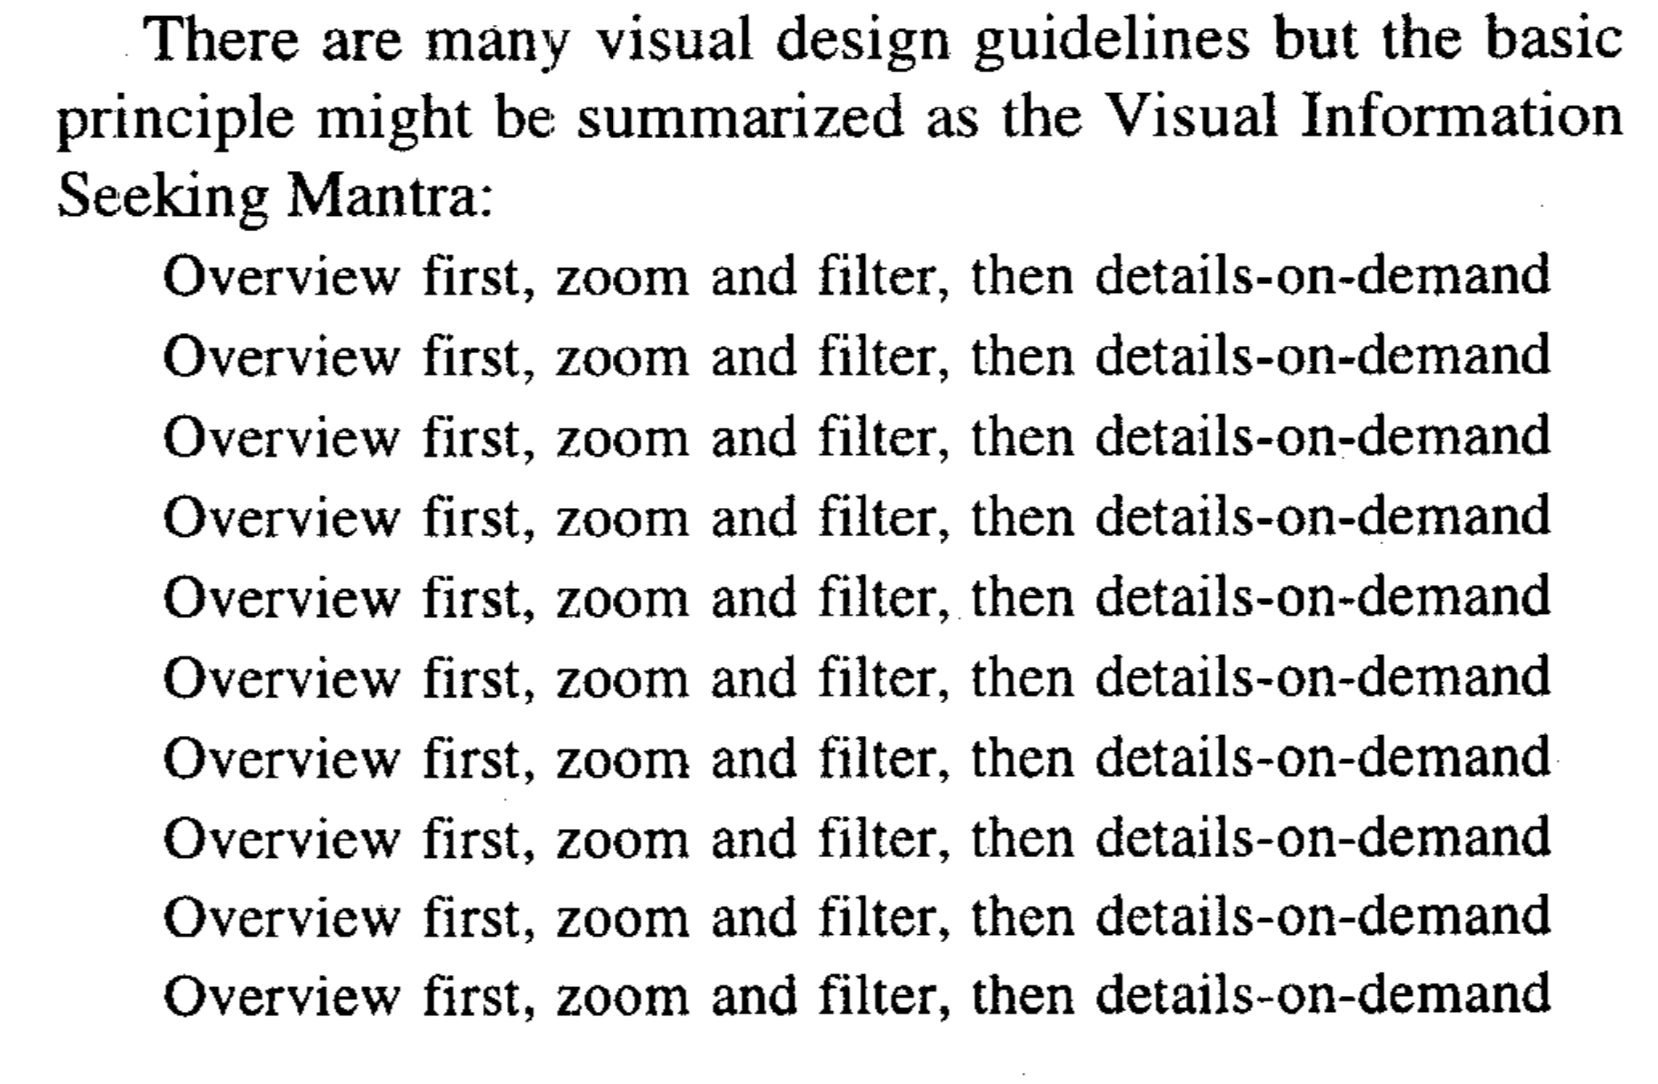 There are many visual design guidelines but the basic
principle might be summarized as the Visual Information
Seeking Mantra:
Overview first, zoom and filter, then details-on-demand
Overview first, zoom and filter, then details-on-demand
Overview first, zoom and filter, then details-on-demand
Overview first, zoom and filter, then details-on-demand
Overview first, zoom and filter, then details-on-demand
Overview first, zoom and filter, then details-on-demand
Overview first, zoom and filter, then details-on-demand
Overview first, zoom and filter, then details-on-demand
Overview first, zoom and filter, then details-on-demand
Overview first, zoom and filter, then details-on-demand